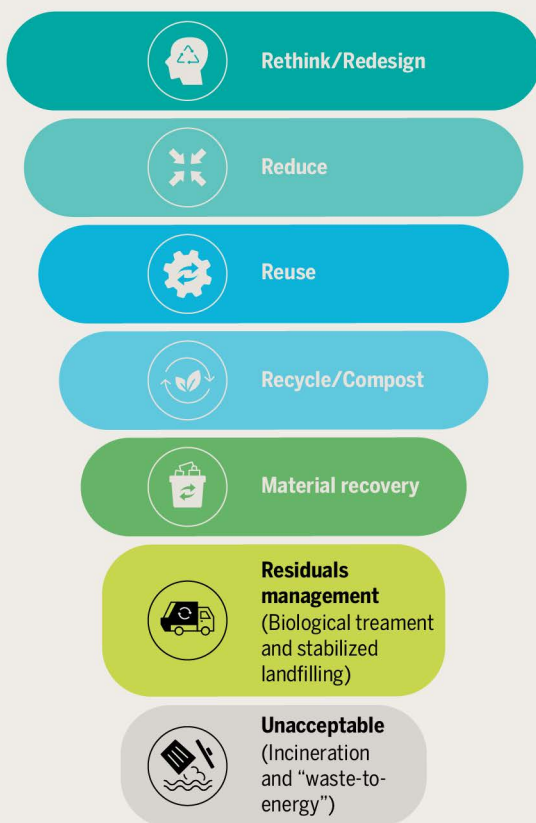 Rethink/Redesign
Reduce
Reuse
Recycle/Compost
Material recovery
Residuals
management
(Biological treament
and stabilized
landfilling)
Unacceptable
(Incineration
and “waste-to-
energy”)